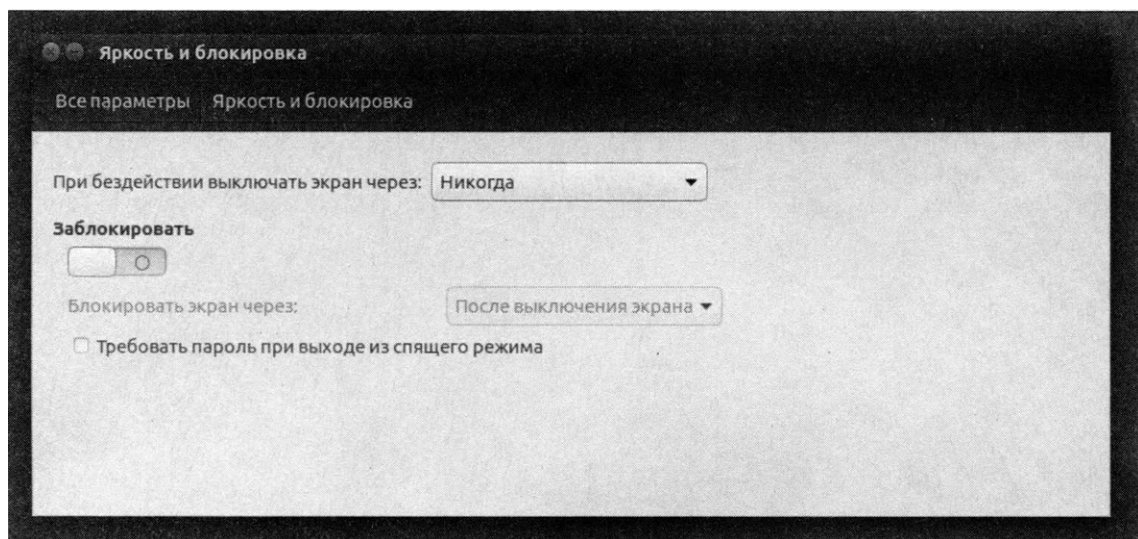 Яркость и блокировка
Все параметры Яркость и блокировка
При бездействии выключать экран через: Никогда
Заблокировать
Блокировать экран через: После выключения экрана
Требовать пароль при выходе из спящего режима